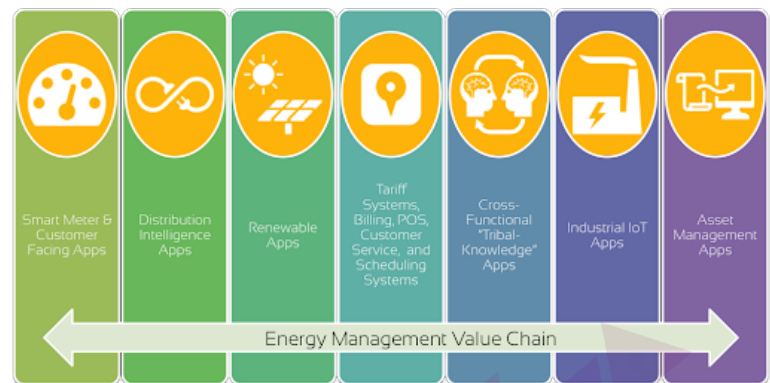 Smart Meter &
Customer
Facing Apps
Distribution
Intelligence
Apps
Renewable
Apps
Tariff
Systems,
Billing, POS,
Customer
Service, and
Scheduling
Systems
Cross-
Functional
"Tribal-
Knowledge"
Apps
Industrial IoT
Apps
Asset
Management
Apps
Energy Management Value Chain